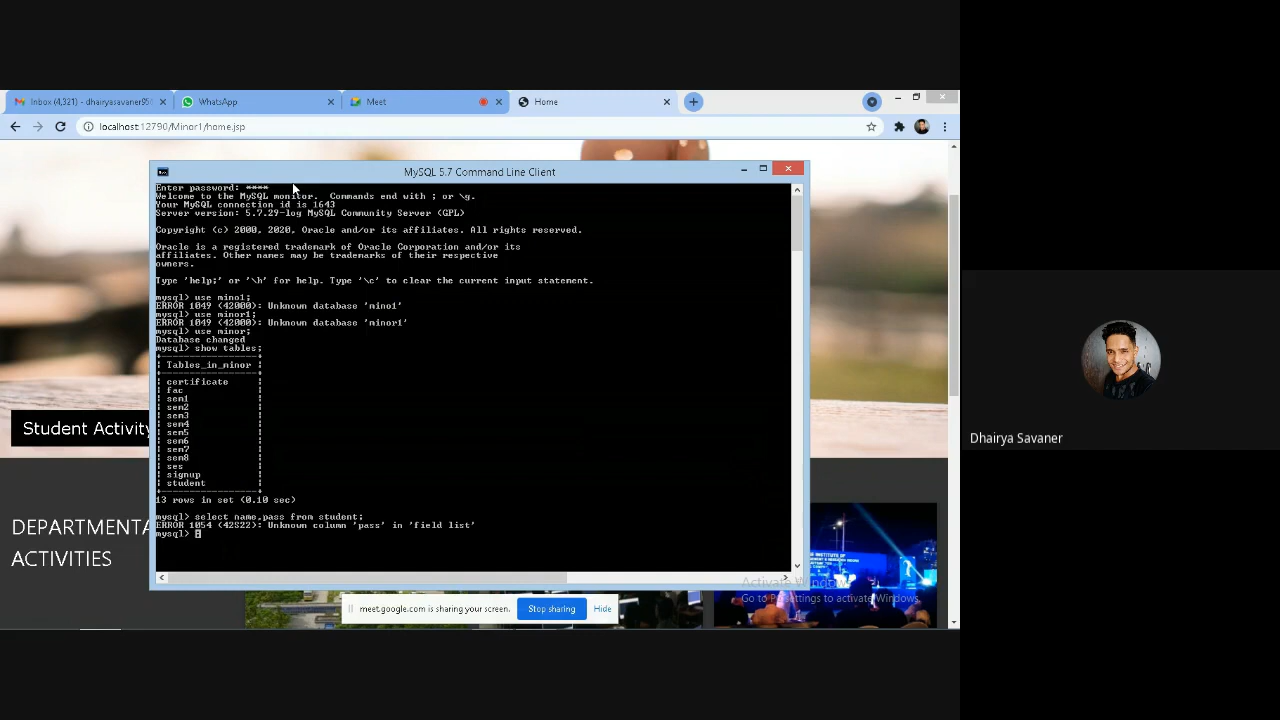 Inbox (4,321) - dhairyasavaner95
WhatsApp
Meet
Home
localhost:12790/Minor1/home.jsp
MySQL 5.7 Command Line Client
Enter password: ****
Welcome to the MySQL monitor.  Commands end with ; or \g.
Your MySQL connection id is 1643
Server version: 5.7.29-log MySQL Community Server (GPL)
Copyright (c) 2000, 2020, Oracle and/or its affiliates. All rights reserved.
Oracle is a registered trademark of Oracle Corporation and/or its
affiliates. Other names may be trademarks of their respective
owners.
Type 'help;' or '\h' for help. Type '\c' to clear the current input statement.
mysql> use mino1;
ERROR 1049 (42000): Unknown database 'mino1'
mysql> use minor1;
ERROR 1049 (42000): Unknown database 'minor1'
mysql> use minor;
Database changed
mysql> show tables;
Tables_in_minor
certificate
fac
sem1
sem2
sem3
sem4
sem5
sem6
sem7
sem8
ses
signup
student
13 rows in set (0.10 sec)
mysql> select name,pass from student;
ERROR 1054 (42S22): Unknown column 'pass' in 'field list'
mysql>
Student Activity
DEPARTMENTA
ACTIVITIES
Activate Windows
Go to PC settings to activate Windows.
meet.google.com is sharing your screen.
Stop sharing
Hide
Dhairya Savaner